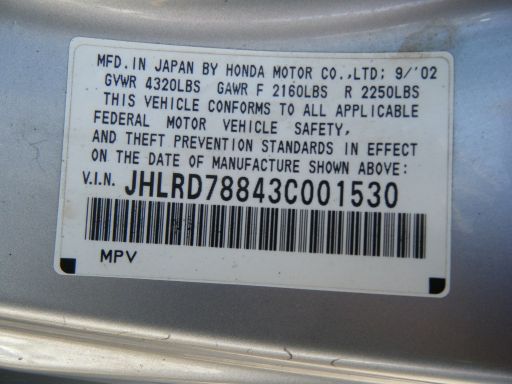 MFD. IN JAPAN BY HONDA MOTOR CO.,LTD; 9/'02
GVWR 4320LBS GAWR F 2160LBS R 2250LBS
THIS VEHICLE CONFORMS TO ALL APPLICABLE
FEDERAL MOTOR VEHICLE SAFETY,
AND THEFT PREVENTION STANDARDS IN EFFECT
ON THE DATE OF MANUFACTURE SHOWN ABOVE:
V.I.N. JHLRD78843C001530
MPV